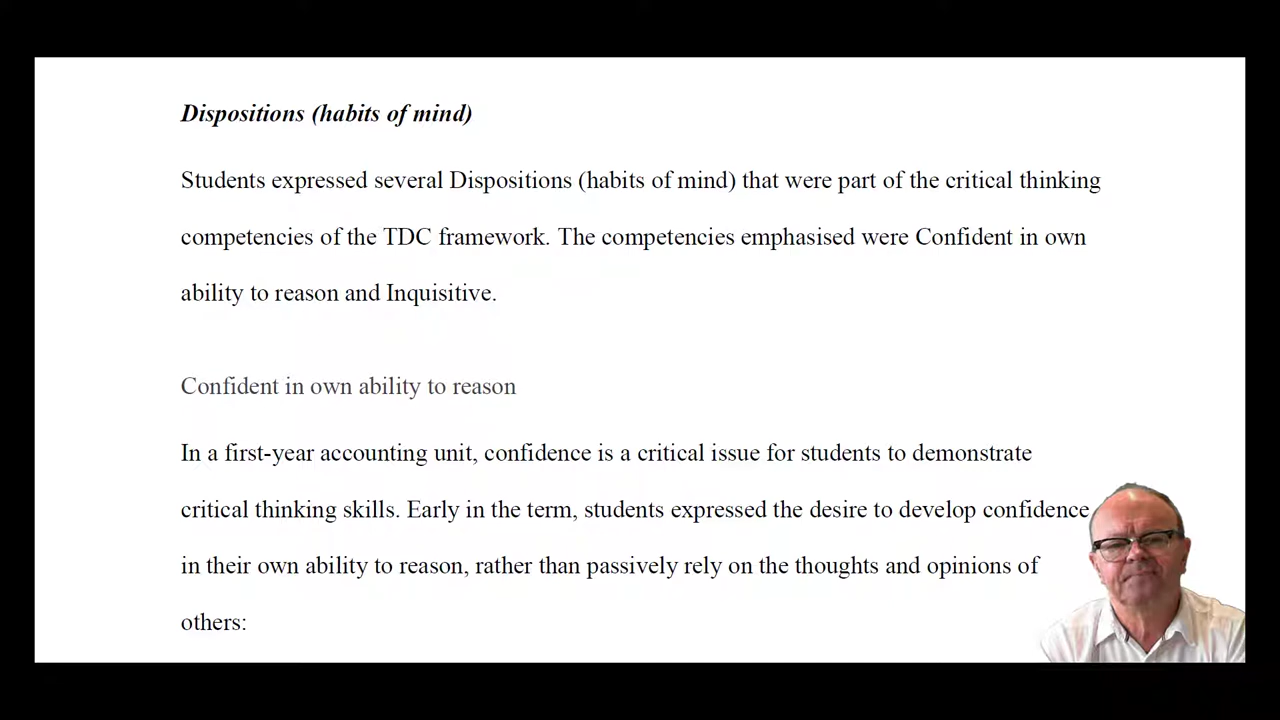 Dispositions (habits of mind)
Students expressed several Dispositions (habits of mind) that were part of the critical thinking
competencies of the TDC framework. The competencies emphasised were Confident in own
ability to reason and Inquisitive.
Confident in own ability to reason
In a first-year accounting unit, confidence is a critical issue for students to demonstrate
critical thinking skills. Early in the term, students expressed the desire to develop confidence
in their own ability to reason, rather than passively rely on the thoughts and opinions of
others: